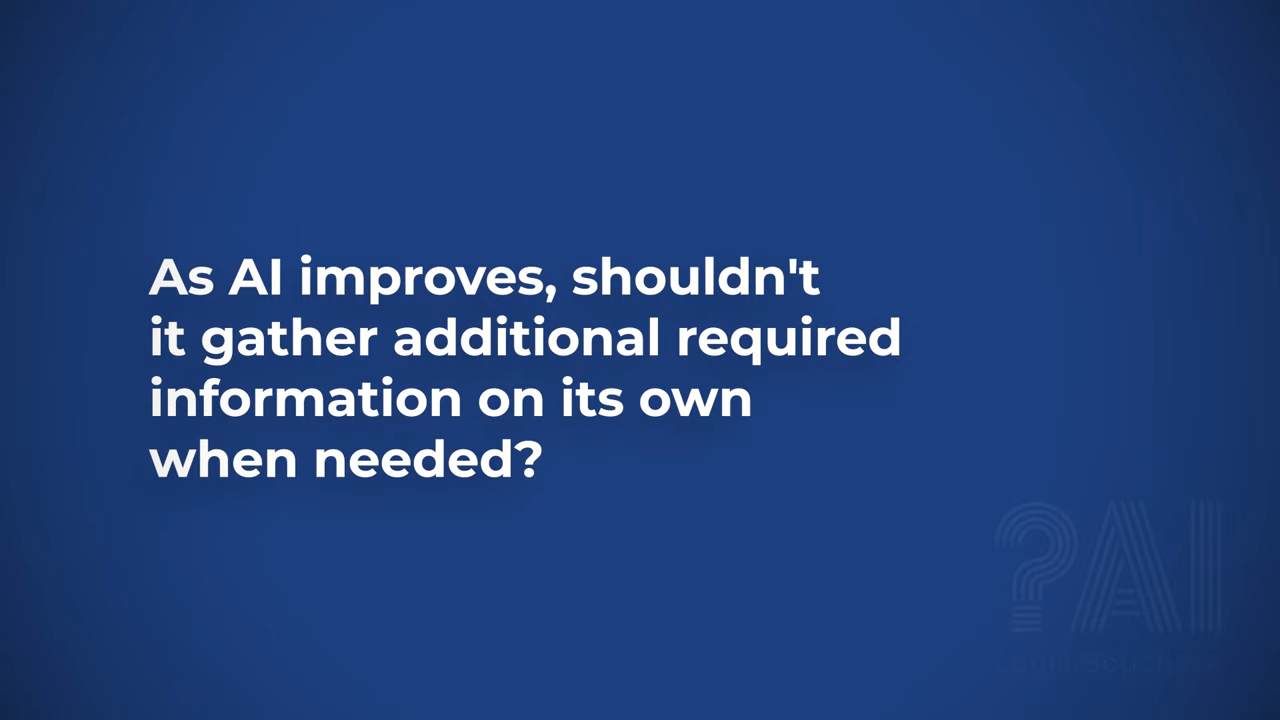 As AI improves, shouldn't
it gather additional required
information on its own
when needed?
?AI